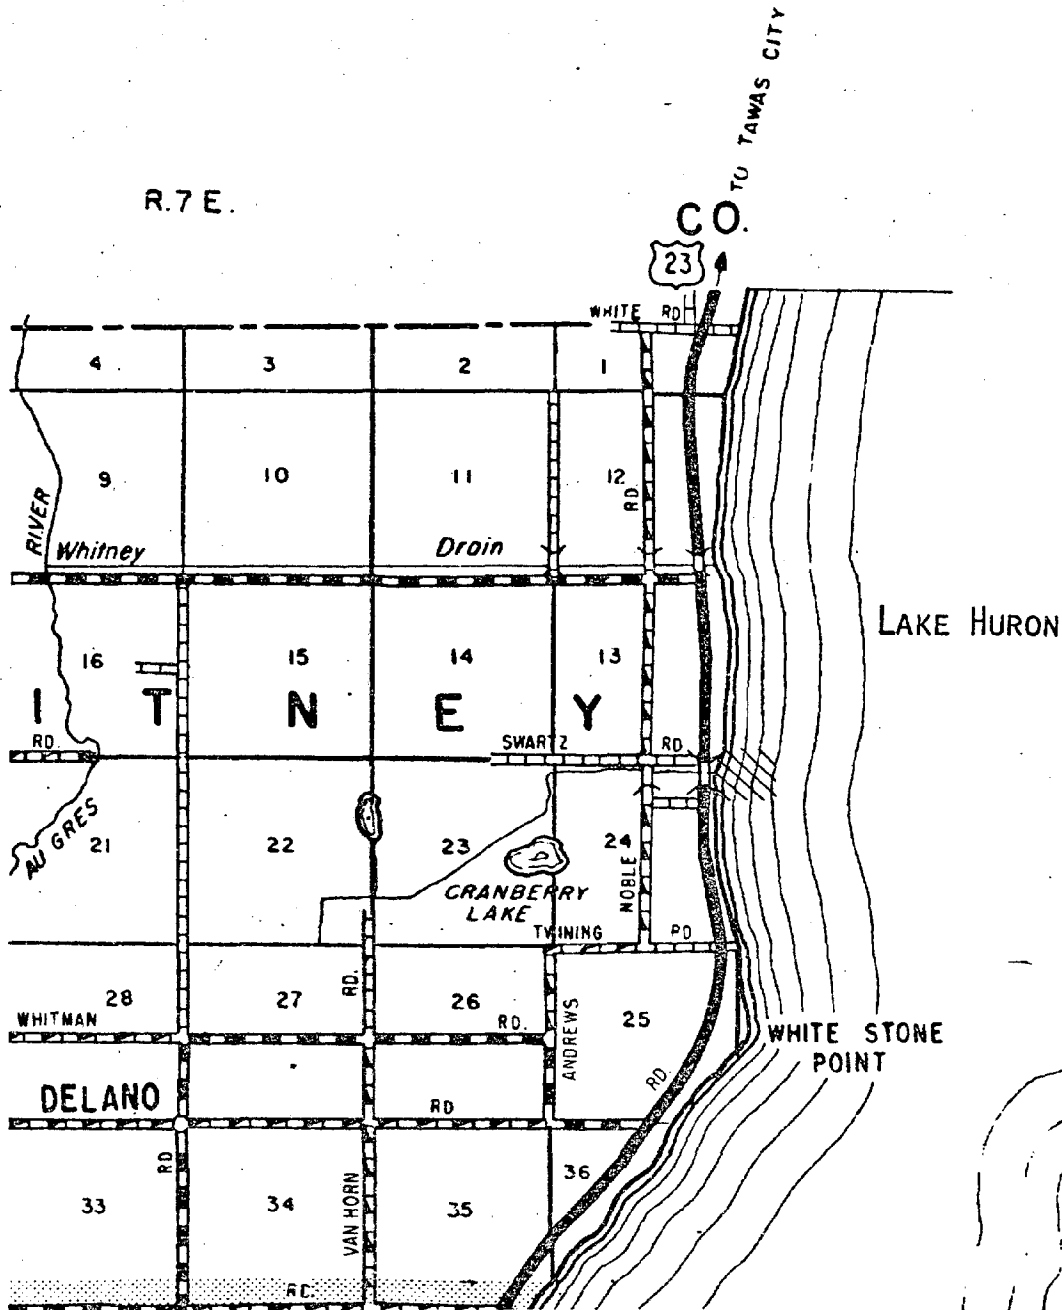 TO TAWAS CITY
R.7 E.
CO.
23
WHITE RD
4 3 2 1
9 10 11 12
RD.
RIVER
Whitney Drain
LAKE HURON
16 15 14 13
I T N E Y
RD.
SWARTZ RD
AU GRES
21 22 23 24
NOBLE
CRANBERRY
LAKE
TWINING RD
28 27 26 25
RD.
WHITMAN RD.
ANDREWS
WHITE STONE
POINT
RD.
DELANO RD
RD
36
33 34 35
VAN HORN
RD.